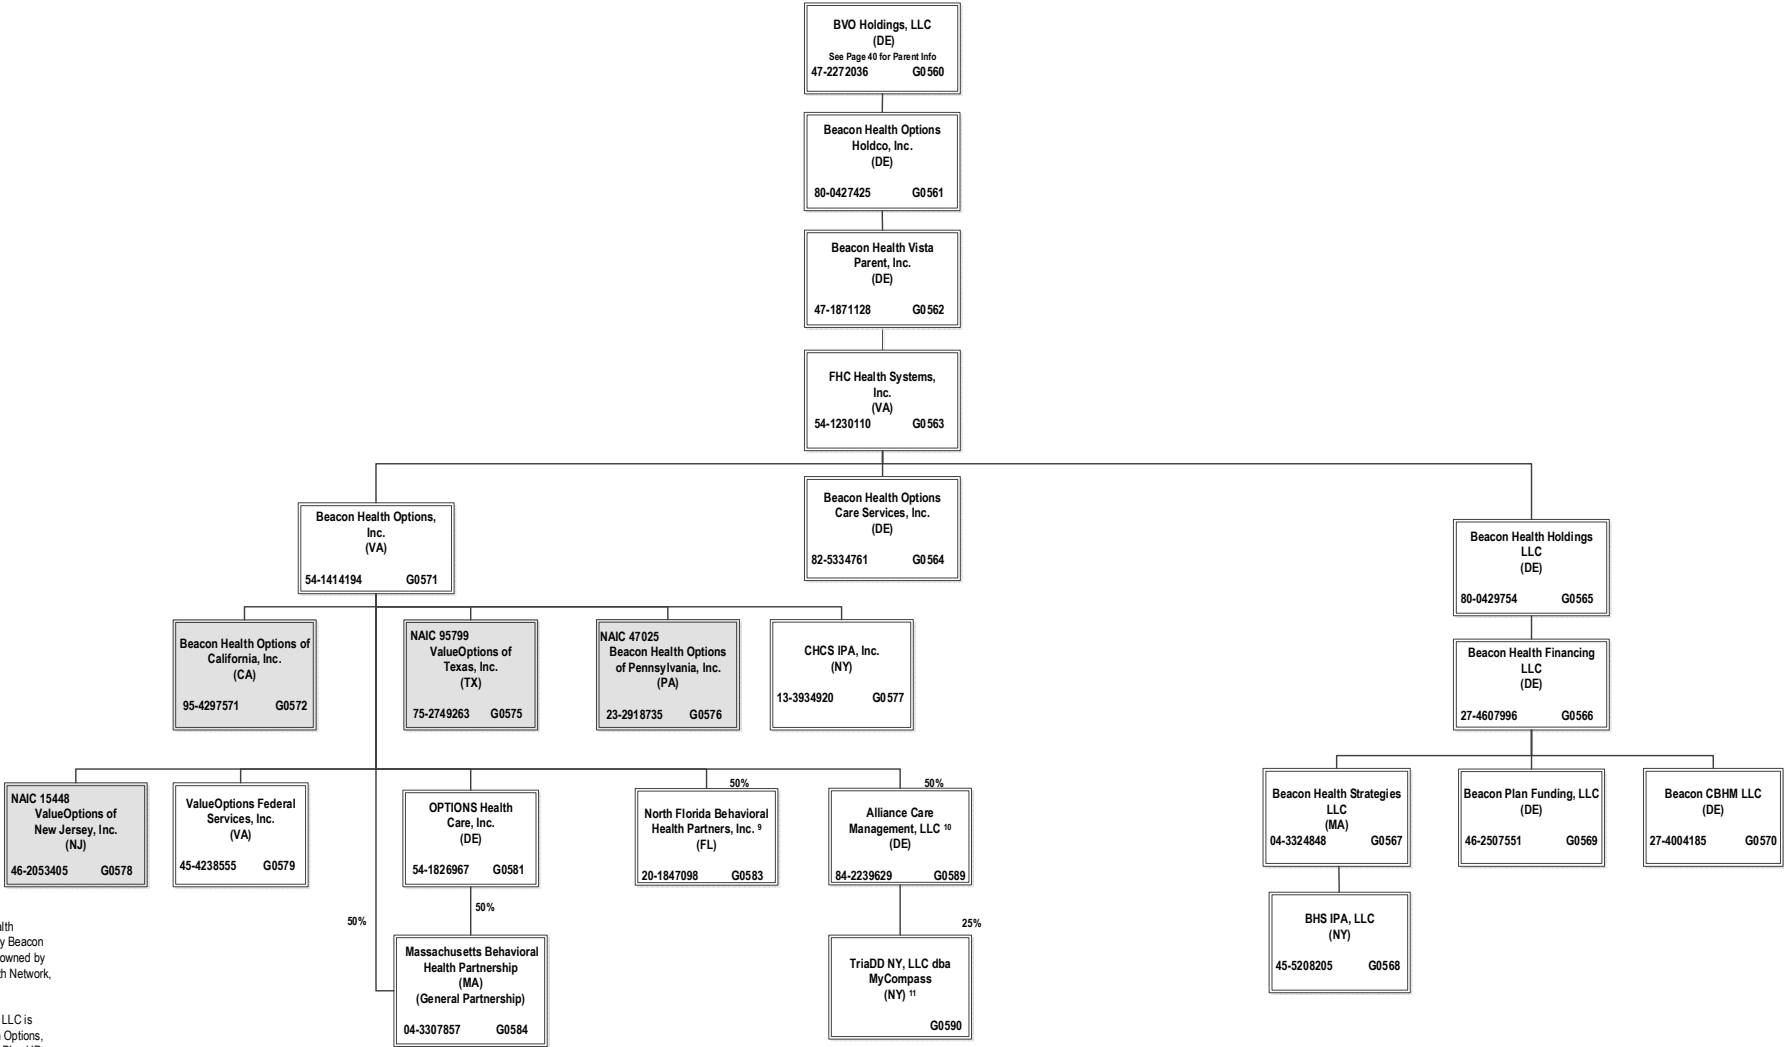 BVO Holdings, LLC
(DE)
See Page 40 for Parent Info
47-2272036 G0560
Beacon Health Options
Holdco, Inc.
(DE)
80-0427425 G0561
Beacon Health Vista
Parent, Inc.
(DE)
47-1871128 G0562
FHC Health Systems,
Inc.
(VA)
54-1230110 G0563
Beacon Health Options,
Inc.
(VA)
54-1414194 G0571
Beacon Health Options
Care Services, Inc.
(DE)
82-5334761 G0564
Beacon Health Holdings
LLC
(DE)
80-0429754 G0565
Beacon Health Options of
California, Inc.
(CA)
95-4297571 G0572
NAIC 95799
ValueOptions of
Texas, Inc.
(TX)
75-2749263 G0575
NAIC 47025
Beacon Health Options
of Pennsylvania, Inc.
(PA)
23-2918735 G0576
CHCS IPA, Inc.
(NY)
13-3934920 G0577
Beacon Health Financing
LLC
(DE)
27-4607996 G0566
NAIC 15448
ValueOptions of
New Jersey, Inc.
(NJ)
46-2053405 G0578
ValueOptions Federal
Services, Inc.
(VA)
45-4238555 G0579
OPTIONS Health
Care, Inc.
(DE)
54-1826967 G0581
50%
North Florida Behavioral
Health Partners, Inc. ⁹
(FL)
20-1847098 G0583
50%
Alliance Care
Management, LLC ¹⁰
(DE)
84-2239629 G0589
Beacon Health Strategies
LLC
(MA)
04-3324848 G0567
Beacon Plan Funding, LLC
(DE)
46-2507551 G0569
Beacon CBHM LLC
(DE)
27-4004185 G0570
50%
50%
Massachusetts Behavioral
Health Partnership
(MA)
(General Partnership)
04-3307857 G0584
25%
TriaDD NY, LLC dba
MyCompass
(NY) ¹¹
G0590
BHS IPA, LLC
(NY)
45-5208205 G0568
alth
y Beacon
owned by
th Network,
LLC is
Options,